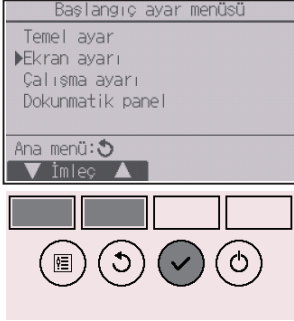 Başlangıç ayar menüsü
Temel ayar
Ekran ayarı
Çalışma ayarı
Dokunmatik panel
Ana menü:
İmleç